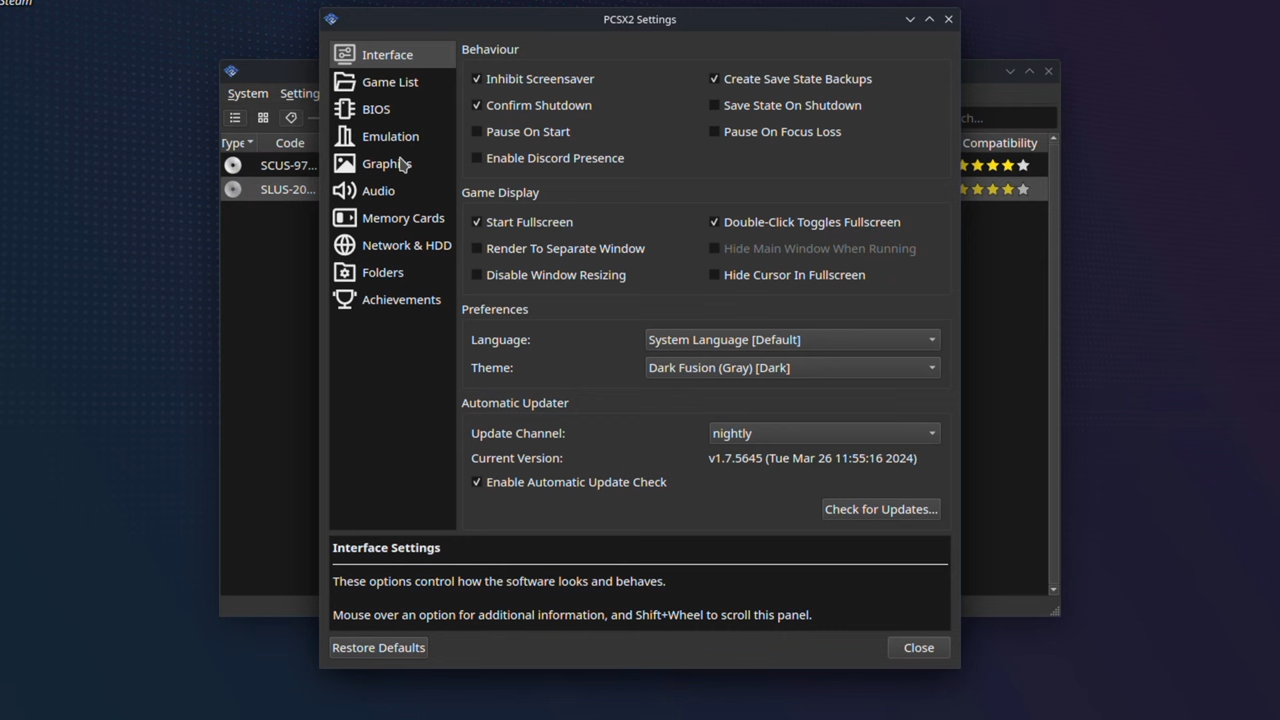 Steam
PCSX2 Settings
System
Setting
Type
Code
SCUS-97...
SLUS-20...
ch...
Compatibility
Interface
Game List
BIOS
Emulation
Graphics
Audio
Memory Cards
Network & HDD
Folders
Achievements
Behaviour
Inhibit Screensaver
Create Save State Backups
Confirm Shutdown
Save State On Shutdown
Pause On Start
Pause On Focus Loss
Enable Discord Presence
Game Display
Start Fullscreen
Double-Click Toggles Fullscreen
Render To Separate Window
Hide Main Window When Running
Disable Window Resizing
Hide Cursor In Fullscreen
Preferences
Language:
System Language [Default]
Theme:
Dark Fusion (Gray) [Dark]
Automatic Updater
Update Channel:
nightly
Current Version:
v1.7.5645 (Tue Mar 26 11:55:16 2024)
Enable Automatic Update Check
Check for Updates...
Interface Settings
These options control how the software looks and behaves.
Mouse over an option for additional information, and Shift+Wheel to scroll this panel.
Restore Defaults
Close